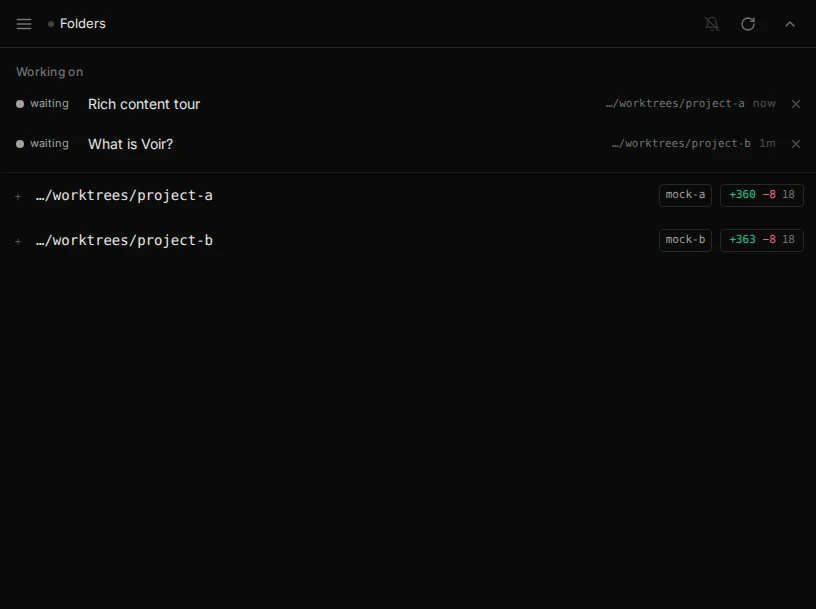 Folders
Working on
waiting Rich content tour …/worktrees/project-a now
waiting What is Voir? …/worktrees/project-b 1m
+ …/worktrees/project-a mock-a +360 −8 18
+ …/worktrees/project-b mock-b +363 −8 18